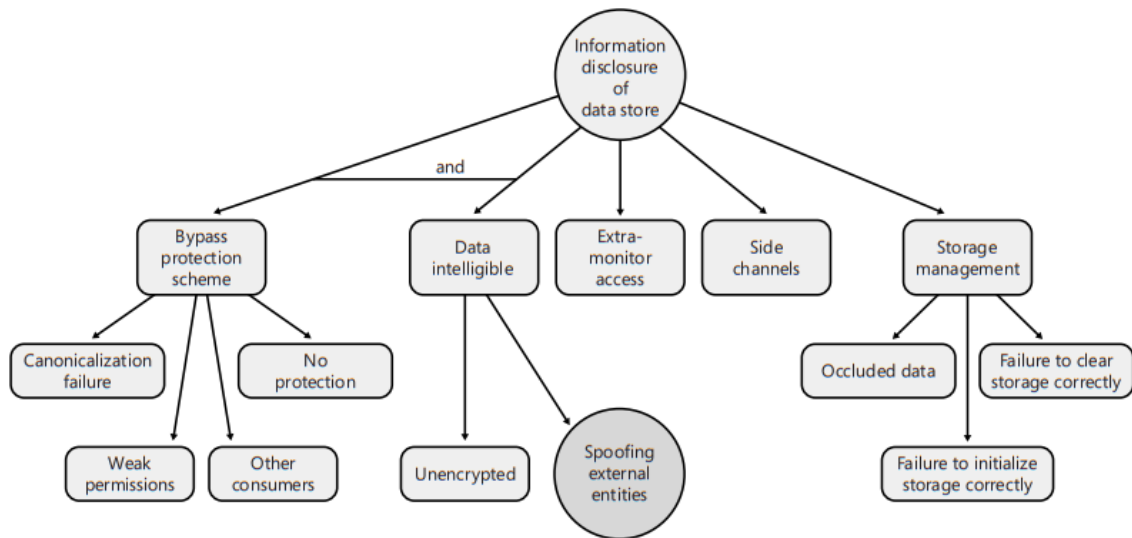 Information
disclosure
of
data store
and
Bypass
protection
scheme
Data
intelligible
Extra-
monitor
access
Side
channels
Storage
management
Canonicalization
failure
No
protection
Occluded data
Failure to clear
storage correctly
Weak
permissions
Other
consumers
Unencrypted
Spoofing
external
entities
Failure to initialize
storage correctly